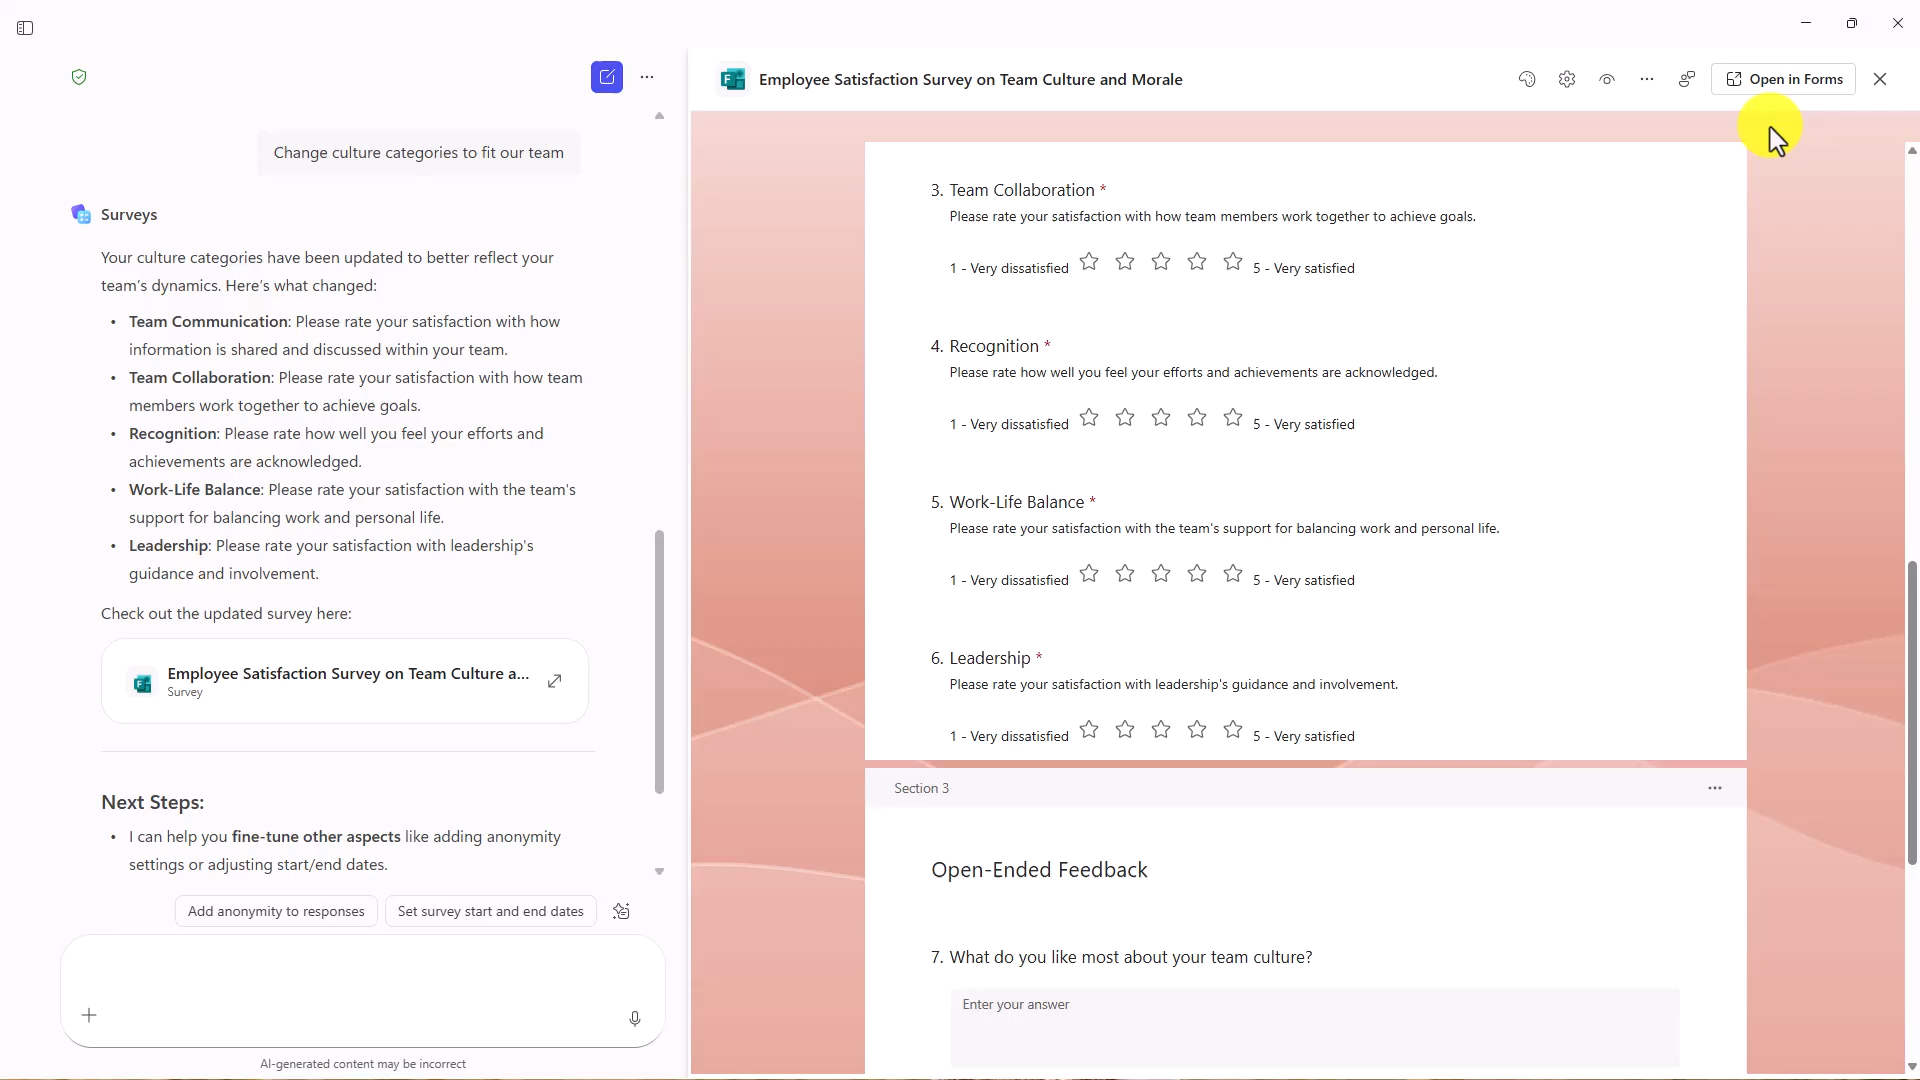 Change culture categories to fit our team
Surveys
Your culture categories have been updated to better reflect your
team's dynamics. Here's what changed:
• Team Communication: Please rate your satisfaction with how
information is shared and discussed within your team.
• Team Collaboration: Please rate your satisfaction with how team
members work together to achieve goals.
• Recognition: Please rate how well you feel your efforts and
achievements are acknowledged.
• Work-Life Balance: Please rate your satisfaction with the team's
support for balancing work and personal life.
• Leadership: Please rate your satisfaction with leadership's
guidance and involvement.
Check out the updated survey here:
Employee Satisfaction Survey on Team Culture a...
Survey
Next Steps:
• I can help you fine-tune other aspects like adding anonymity
settings or adjusting start/end dates.
Add anonymity to responses
Set survey start and end dates
AI-generated content may be incorrect
Employee Satisfaction Survey on Team Culture and Morale
Open in Forms
3. Team Collaboration *
Please rate your satisfaction with how team members work together to achieve goals.
1 - Very dissatisfied 5 - Very satisfied
4. Recognition *
Please rate how well you feel your efforts and achievements are acknowledged.
1 - Very dissatisfied 5 - Very satisfied
5. Work-Life Balance *
Please rate your satisfaction with the team's support for balancing work and personal life.
1 - Very dissatisfied 5 - Very satisfied
6. Leadership *
Please rate your satisfaction with leadership's guidance and involvement.
1 - Very dissatisfied 5 - Very satisfied
Section 3
Open-Ended Feedback
7. What do you like most about your team culture?
Enter your answer